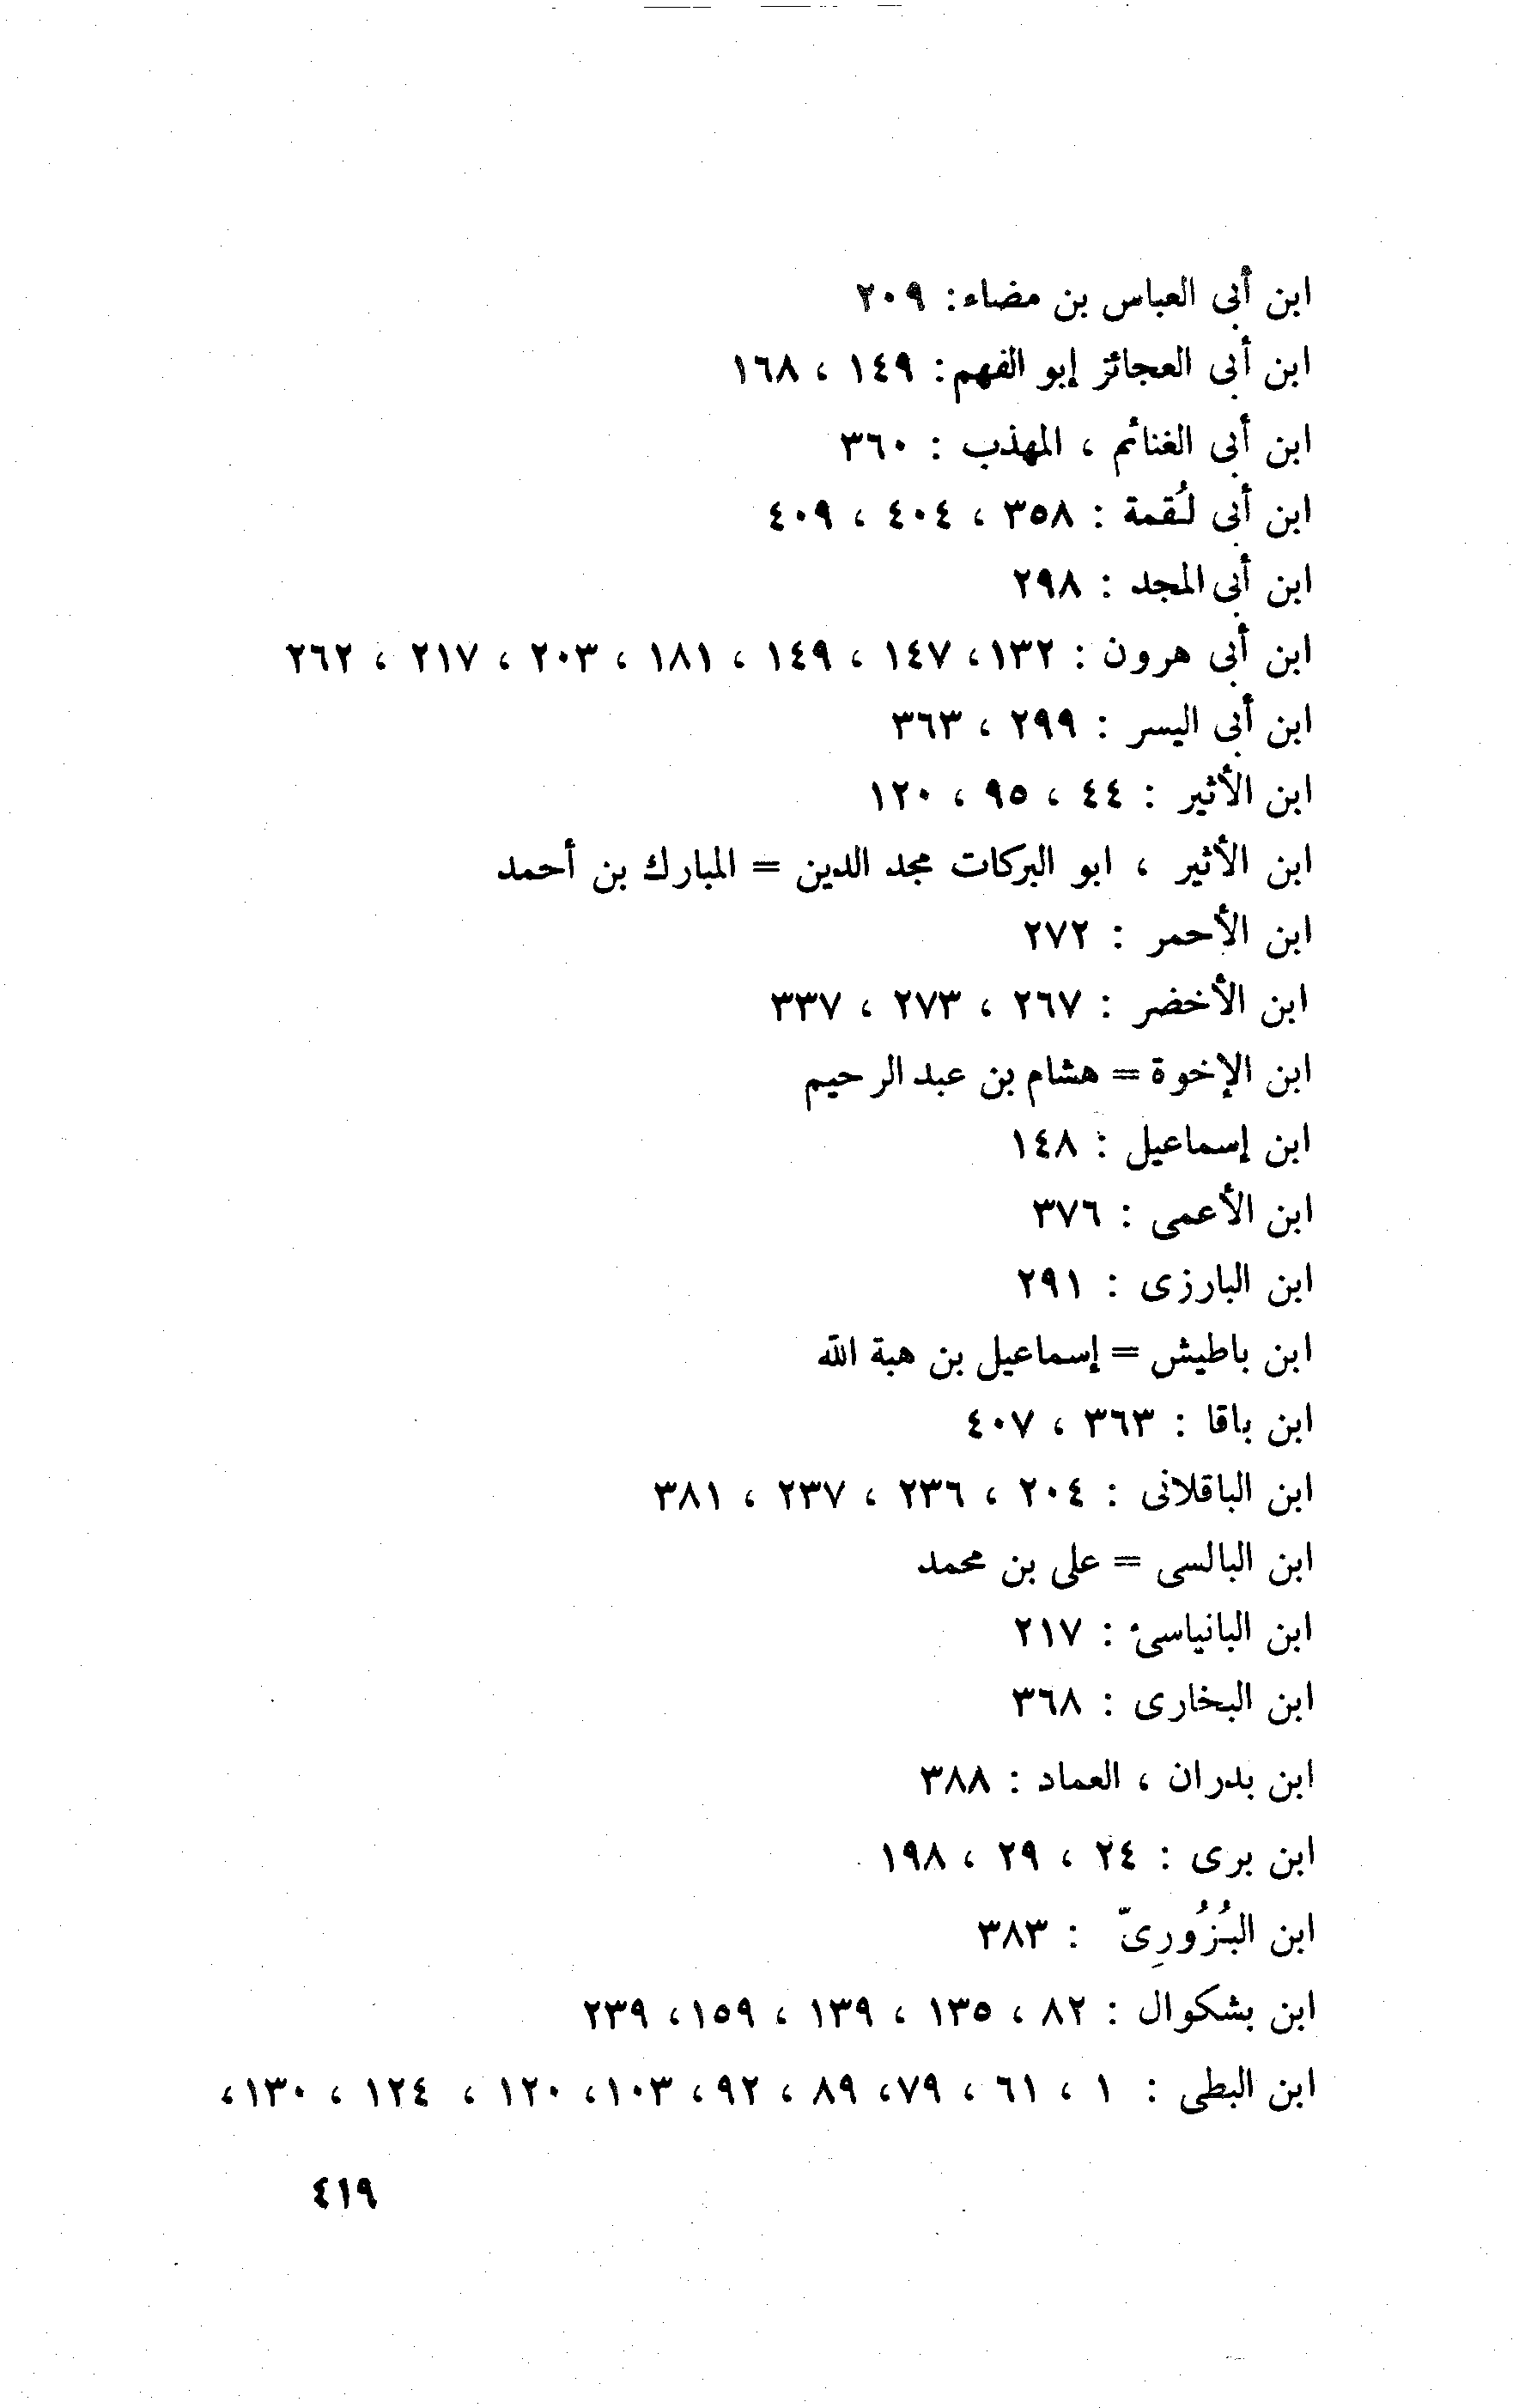 ابن أبى العباس بن مضاء: ٢٠٩
ابن أبى العجائز إبو الفهم: ١٤٩ ، ١٦٨
ابن أبى الغنائم ، المهذب : ٣٦٠
ابن أبى لُقمة : ٣٥٨ ، ٤٠٤ ، ٤٠٩
ابن أبى المجد : ٢٩٨
ابن أبى هرون : ١٣٢، ١٤٧ ، ١٤٩ ، ١٨١ ، ٢٠٣ ، ٢١٧ ، ٢٦٢
ابن أبى اليسر : ٢٩٩ ، ٣٦٣
ابن الأثير : ٤٤ ، ٩٥ ، ١٢٠
ابن الأثير ، ابو البركات مجد الدين = المبارك بن أحمد
ابن الأحمر : ٢٧٢
ابن الأخضر : ٢٦٧ ، ٢٧٣ ، ٣٣٧
ابن الإخوة = هشام بن عبد الرحيم
ابن إسماعيل : ١٤٨
ابن الأعمى : ٣٧٦
ابن البارزى : ٢٩١
ابن باطيش = إسماعيل بن هبة الله
ابن باقا : ٣٦٣ ، ٤٠٧
ابن الباقلانى : ٢٠٤ ، ٢٣٦ ، ٢٣٧ ، ٣٨١
ابن البالسى = على بن محمد
ابن البانياسىٔ : ٢١٧
ابن البخارى : ٣٦٨
ابن بدران ، العماد : ٣٨٨
ابن برى : ٢٤ ، ٢٩ ، ١٩٨
ابن البُزُورِىّ : ٣٨٣
ابن بشكوال : ٨٢ ، ١٣٥ ، ١٣٩ ، ١٥٩، ٢٣٩
ابن البطى : ١ ، ٦١ ، ٧٩، ٨٩ ، ٩٢، ١٠٣، ١٢٠ ، ١٢٤ ، ١٣٠،
٤١٩